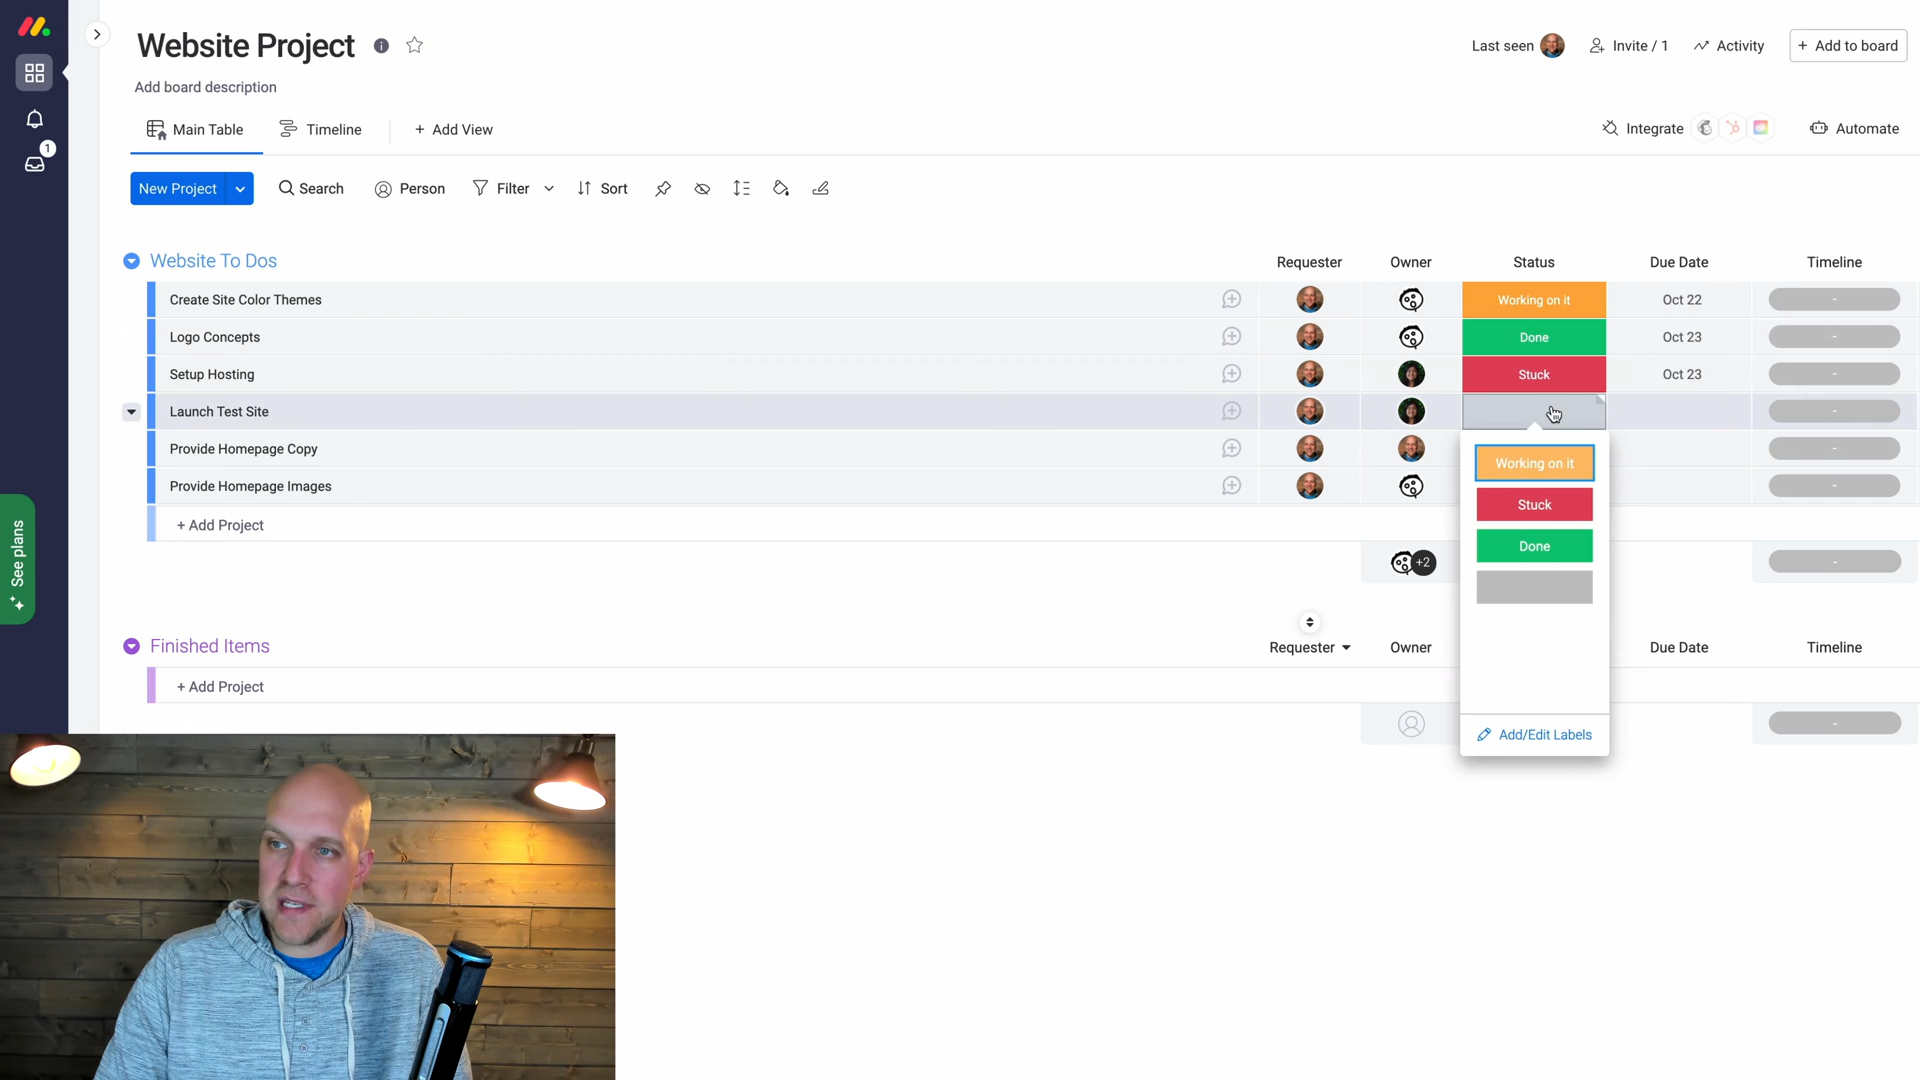 Website Project
Last seen
Invite / 1
Activity
+ Add to board
Add board description
Main Table
Timeline
+ Add View
Integrate
Automate
1
New Project
Search
Person
Filter
Sort
Website To Dos
Requester
Owner
Status
Due Date
Timeline
Create Site Color Themes
Working on it
Oct 22
-
Logo Concepts
Done
Oct 23
-
Setup Hosting
Stuck
Oct 23
-
Launch Test Site
-
Provide Homepage Copy
-
Provide Homepage Images
-
+ Add Project
+2
-
Working on it
Stuck
Done
Add/Edit Labels
See plans
Finished Items
Requester
Owner
Due Date
Timeline
+ Add Project
-